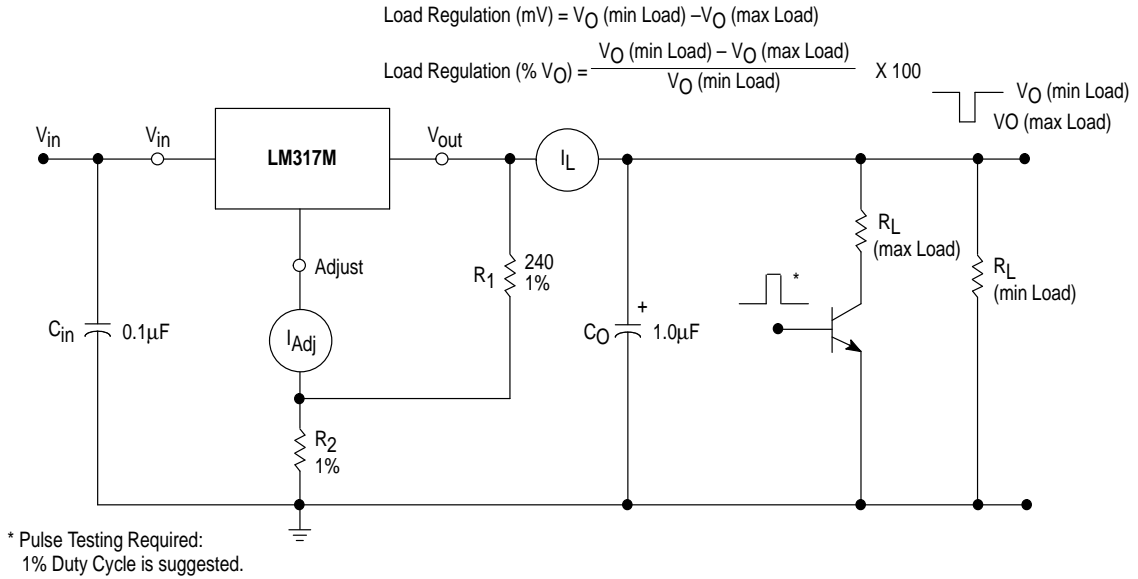 Load Regulation (mV) = VO (min Load) –VO (max Load)
Load Regulation (% VO) = VO (min Load) – VO (max Load) / VO (min Load) X 100
VO (min Load)
VO (max Load)
Vin
Vin
LM317M
Vout
IL
Adjust
R1
240
1%
RL
(max Load)
RL
(min Load)
*
Cin
0.1µF
IAdj
+
CO
1.0µF
R2
1%
* Pulse Testing Required:
1% Duty Cycle is suggested.